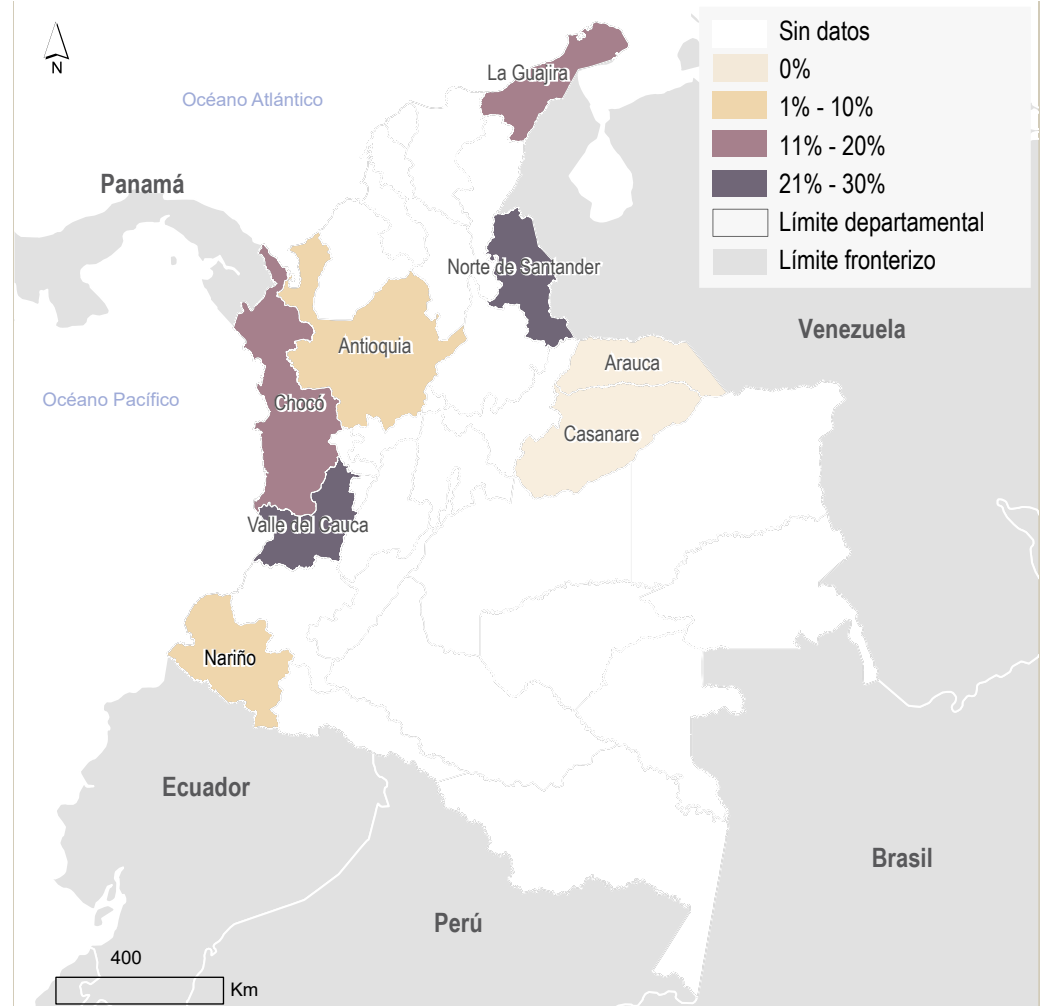 Sin datos
0%
1% - 10%
11% - 20%
21% - 30%
Límite departamental
Límite fronterizo
N
La Guajira
Océano Atlántico
Panamá
Norte de Santander
Venezuela
Antioquia
Arauca
Océano Pacífico
Chocó
Casanare
Valle del Cauca
Nariño
Ecuador
Brasil
Perú
400
Km